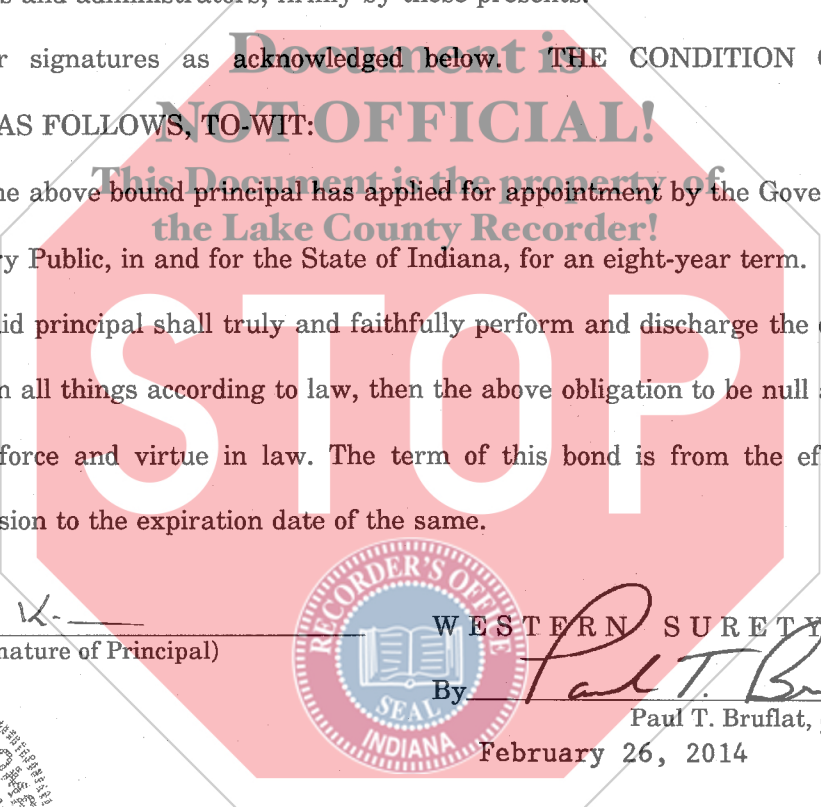 s and administrators, firmly by these presents.
r signatures as acknowledged below. THE CONDITION
Document is
AS FOLLOWS, TO-WIT:
NOT OFFICIAL!
ne above bound principal has applied for appointment by the Gove
This Document is the property of
the Lake County Recorder!
ry Public, in and for the State of Indiana, for an eight-year term.
id principal shall truly and faithfully perform and discharge the
n all things according to law, then the above obligation to be null
force and virtue in law. The term of this bond is from the ef
sion to the expiration date of the same.
STOP
RECORDER'S OFFICE
SEAL
INDIANA
K.
nature of Principal)
WESTERN SURETY
By Paul T. Bru
Paul T. Bruflat,
February 26, 2014